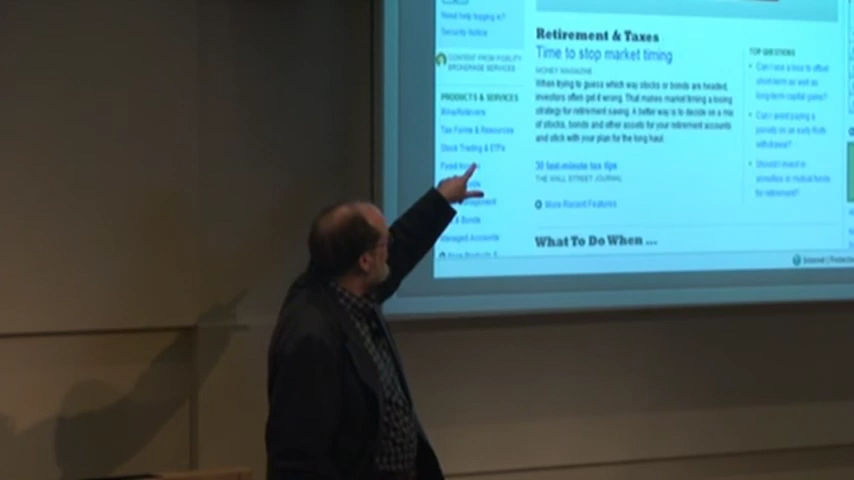 Need help logging in?
Security Notice
CONTENT FROM FIDELITY
BROKERAGE SERVICES
PRODUCTS & SERVICES
Tax Forms & Resources
Stock Trading & ETFs
Fixed
& Bonds
Managed Accounts
Retirement & Taxes
Time to stop market timing
MONEY MAGAZINE
When trying to guess which way stocks or bonds are headed,
investors often get it wrong. That makes market timing a losing
strategy for retirement saving. A better way is to decide on a mix
of stocks, bonds and other assets for your retirement accounts
and stick with your plan for the long haul.
30 last-minute tax tips
THE WALL STREET JOURNAL
More Recent Features
What To Do When ...
TOP QUESTIONS
Can I use a loss to offset
short-term as well as
long-term capital gains?
Can I avoid paying a
penalty on an early Roth
withdrawal?
Should I invest in
annuities or mutual funds
for retirement?
Internet | Protected